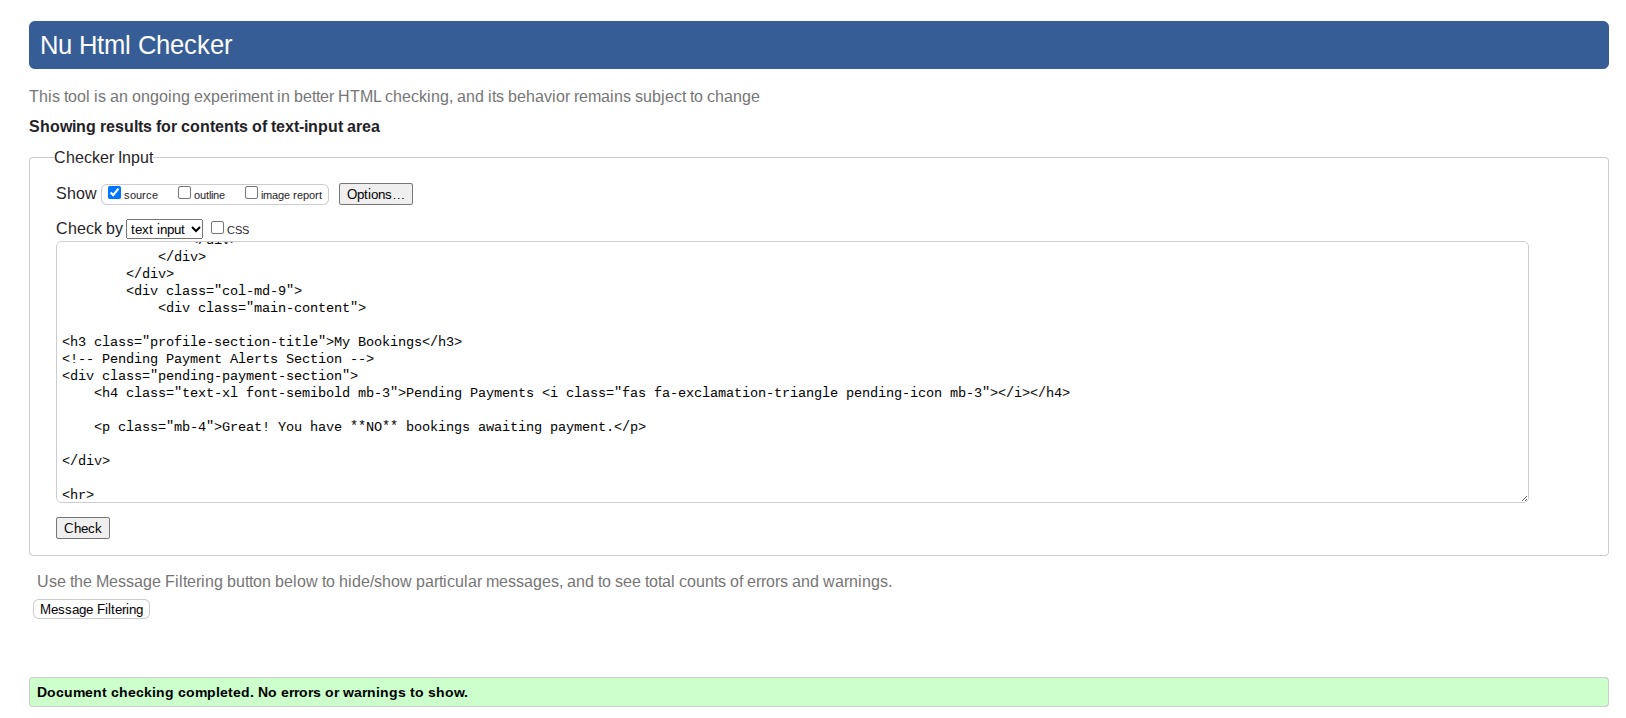 Nu Html Checker
This tool is an ongoing experiment in better HTML checking, and its behavior remains subject to change
Showing results for contents of text-input area
Checker Input
Show source outline image report Options...
Check by text input CSS
</div>
</div>
</div>
<div class="col-md-9">
<div class="main-content">
<h3 class="profile-section-title">My Bookings</h3>
<!-- Pending Payment Alerts Section -->
<div class="pending-payment-section">
<h4 class="text-xl font-semibold mb-3">Pending Payments <i class="fas fa-exclamation-triangle pending-icon mb-3"></i></h4>
<p class="mb-4">Great! You have **NO** bookings awaiting payment.</p>
</div>
<hr>
Check
Use the Message Filtering button below to hide/show particular messages, and to see total counts of errors and warnings.
Message Filtering
Document checking completed. No errors or warnings to show.